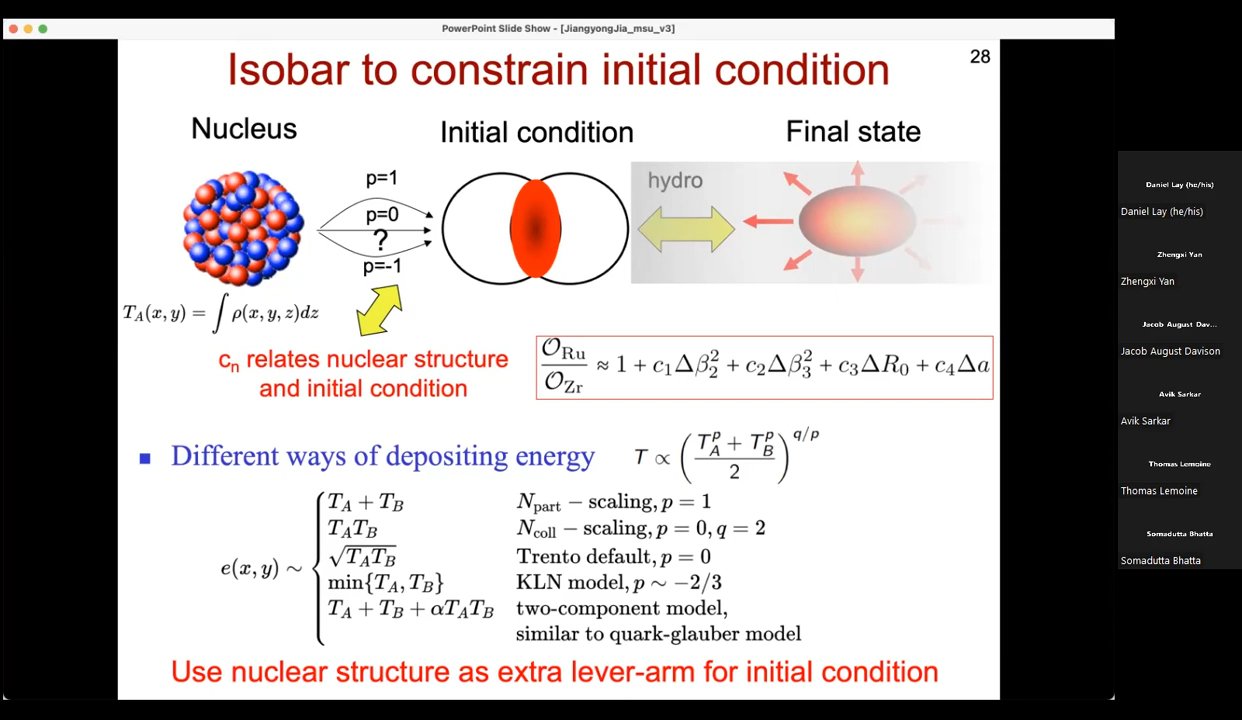 PowerPoint Slide Show - [JiangyongJia_msu_v3]
Isobar to constrain initial condition
28
Nucleus
Initial condition
Final state
p=1
p=0
?
p=-1
hydro
T_A(x, y) = ∫ ρ(x, y, z)dz
c_n relates nuclear structure
and initial condition
O_Ru / O_Zr ≈ 1 + c_1Δβ_2^2 + c_2Δβ_3^2 + c_3ΔR_0 + c_4Δa
■ Different ways of depositing energy T ∝ ((T_A^p + T_B^p) / 2)^{q/p}
e(x, y) ∼ {
T_A + T_B N_part − scaling, p = 1
T_AT_B N_coll − scaling, p = 0, q = 2
√(T_AT_B) Trento default, p = 0
min{T_A, T_B} KLN model, p ∼ −2/3
T_A + T_B + αT_AT_B two-component model,
similar to quark-glauber model
Use nuclear structure as extra lever-arm for initial condition
Daniel Lay (he/his)
Daniel Lay (he/his)
Zhengxi Yan
Zhengxi Yan
Jacob August Dav...
Jacob August Davison
Avik Sarkar
Avik Sarkar
Thomas Lemoine
Thomas Lemoine
Somadutta Bhatta
Somadutta Bhatta